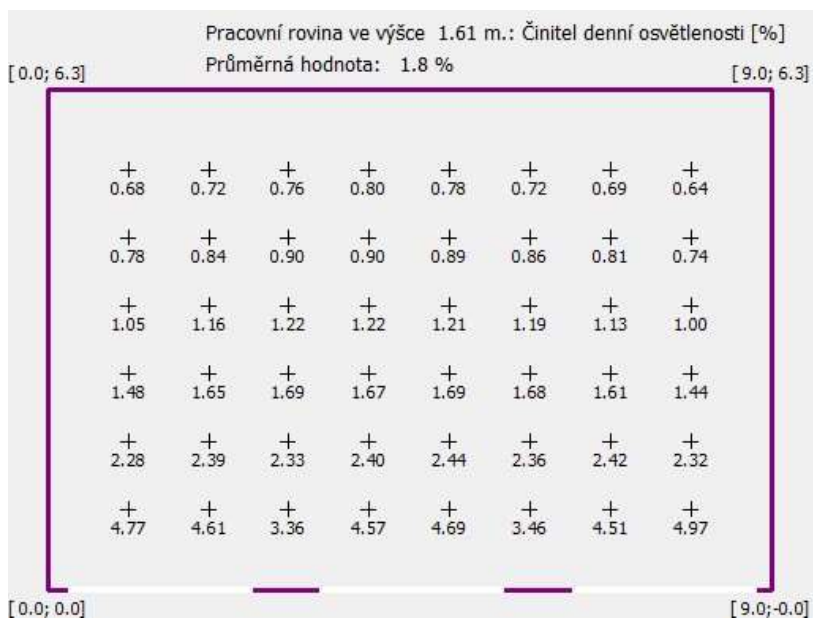 Pracovní rovina ve výšce 1.61 m.: Činitel denní osvětlenosti [%]
Průměrná hodnota: 1.8 %
[ 0.0; 6.3] [ 9.0; 6.3]
0.68 0.72 0.76 0.80 0.78 0.72 0.69 0.64
0.78 0.84 0.90 0.90 0.89 0.86 0.81 0.74
1.05 1.16 1.22 1.22 1.21 1.19 1.13 1.00
1.48 1.65 1.69 1.67 1.69 1.68 1.61 1.44
2.28 2.39 2.33 2.40 2.44 2.36 2.42 2.32
4.77 4.61 3.36 4.57 4.69 3.46 4.51 4.97
[ 0.0; 0.0] [ 9.0;-0.0]